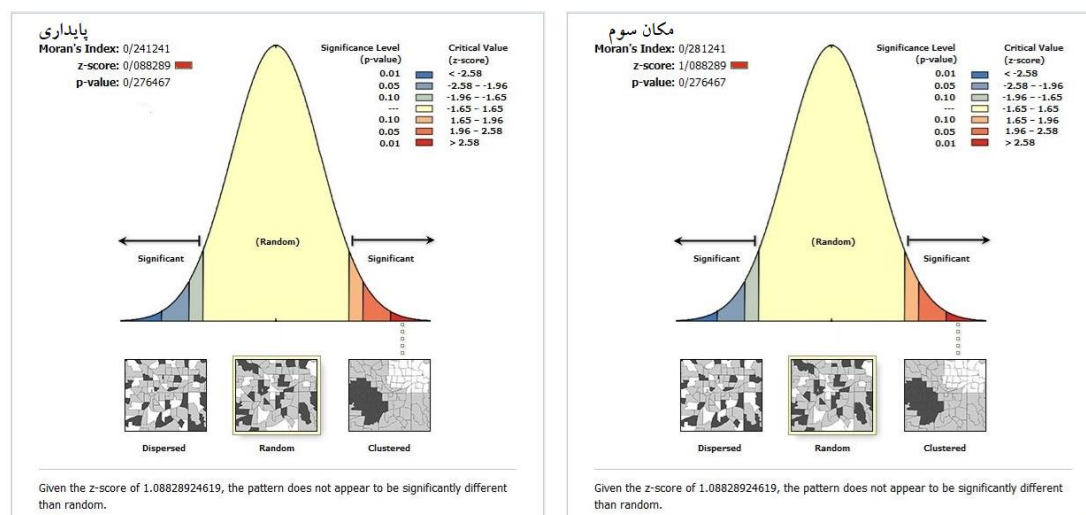 پایداری
Moran's Index: 0/241241
z-score: 0/088289
p-value: 0/276467
Significance Level (p-value)
Critical Value (z-score)
0.01 < -2.58
0.05 -2.58 – -1.96
0.10 -1.96 – -1.65
--- -1.65 - 1.65
0.10 1.65 - 1.96
0.05 1.96 - 2.58
0.01 > 2.58
(Random)
Significant
Significant
Dispersed
Random
Clustered
Given the z-score of 1.08828924619, the pattern does not appear to be significantly different
than random.
مکان سوم
Moran's Index: 0/281241
z-score: 1/088289
p-value: 0/276467
Significance Level (p-value)
Critical Value (z-score)
0.01 < -2.58
0.05 -2.58 – -1.96
0.10 -1.96 – -1.65
--- -1.65 - 1.65
0.10 1.65 - 1.96
0.05 1.96 - 2.58
0.01 > 2.58
(Random)
Significant
Significant
Dispersed
Random
Clustered
Given the z-score of 1.08828924619, the pattern does not appear to be significantly different
than random.